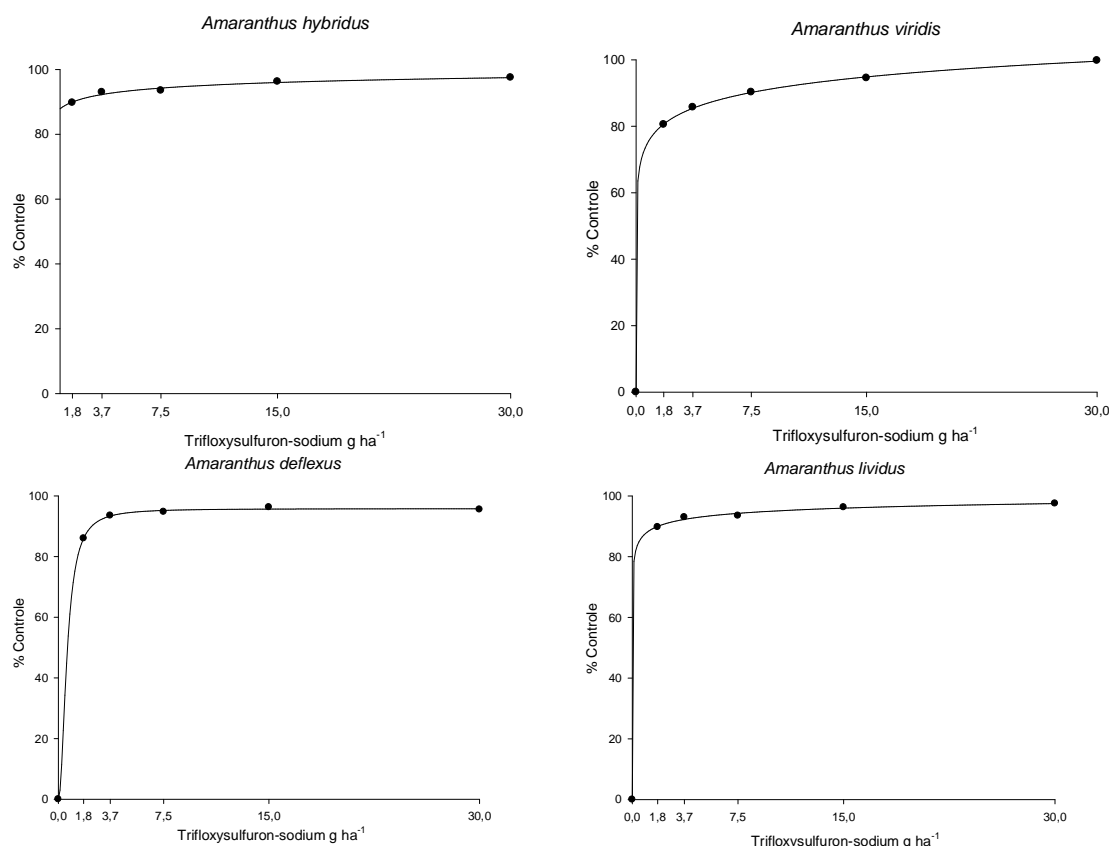 Amaranthus hybridus
% Controle
100
80
60
40
20
0
1,8 3,7 7,5 15,0 30,0
Trifloxysulfuron-sodium g ha-1
Amaranthus viridis
% Controle
100
80
60
40
20
0
0,0 1,8 3,7 7,5 15,0 30,0
Trifloxysulfuron-sodium g ha-1
Amaranthus deflexus
% Controle
100
80
60
40
20
0
0,0 1,8 3,7 7,5 15,0 30,0
Trifloxysulfuron-sodium g ha-1
Amaranthus lividus
% Controle
100
80
60
40
20
0
0,0 1,8 3,7 7,5 15,0 30,0
Trifloxysulfuron-sodium g ha-1